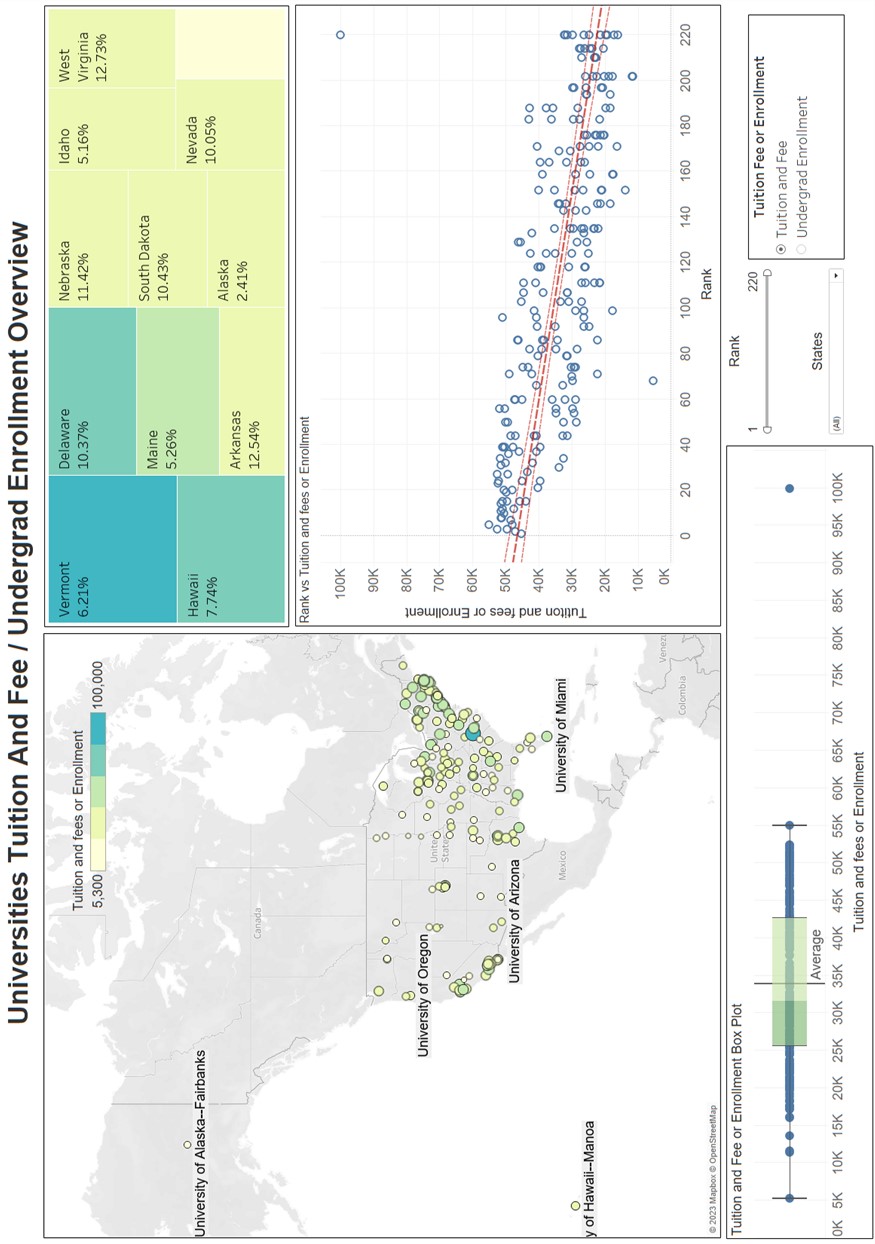 Universities Tuition And Fee / Undergrad Enrollment Overview
Tuition and fees or Enrollment
5,300 100,000
University of Alaska--Fairbanks
Canada
University of Oregon
United
States
University of Arizona
Mexico
University of Miami
y of Hawaii--Manoa
Venezu
Colombia
© 2023 Mapbox © OpenStreetMap
Vermont
6.21%
Hawaii
7.74%
Delaware
10.37%
Maine
5.26%
Arkansas
12.54%
Nebraska
11.42%
South Dakota
10.43%
Alaska
2.41%
Idaho
5.16%
West
Virginia
12.73%
Nevada
10.05%
Rank vs Tuition and fees or Enrollment
Tuition and fees or Enrollment
100K
90K
80K
70K
60K
50K
40K
30K
20K
10K
0K
0 20 40 60 80 100 120 140 160 180 200 220
Rank
Tuition and Fee or Enrollment Box Plot
Average
0K 5K 10K 15K 20K 25K 30K 35K 40K 45K 50K 55K 60K 65K 70K 75K 80K 85K 90K 95K 100K
Tuition and fees or Enrollment
Rank
1 220
States
(All)
Tuition Fee or Enrollment
Tuition and Fee
Undergrad Enrollment